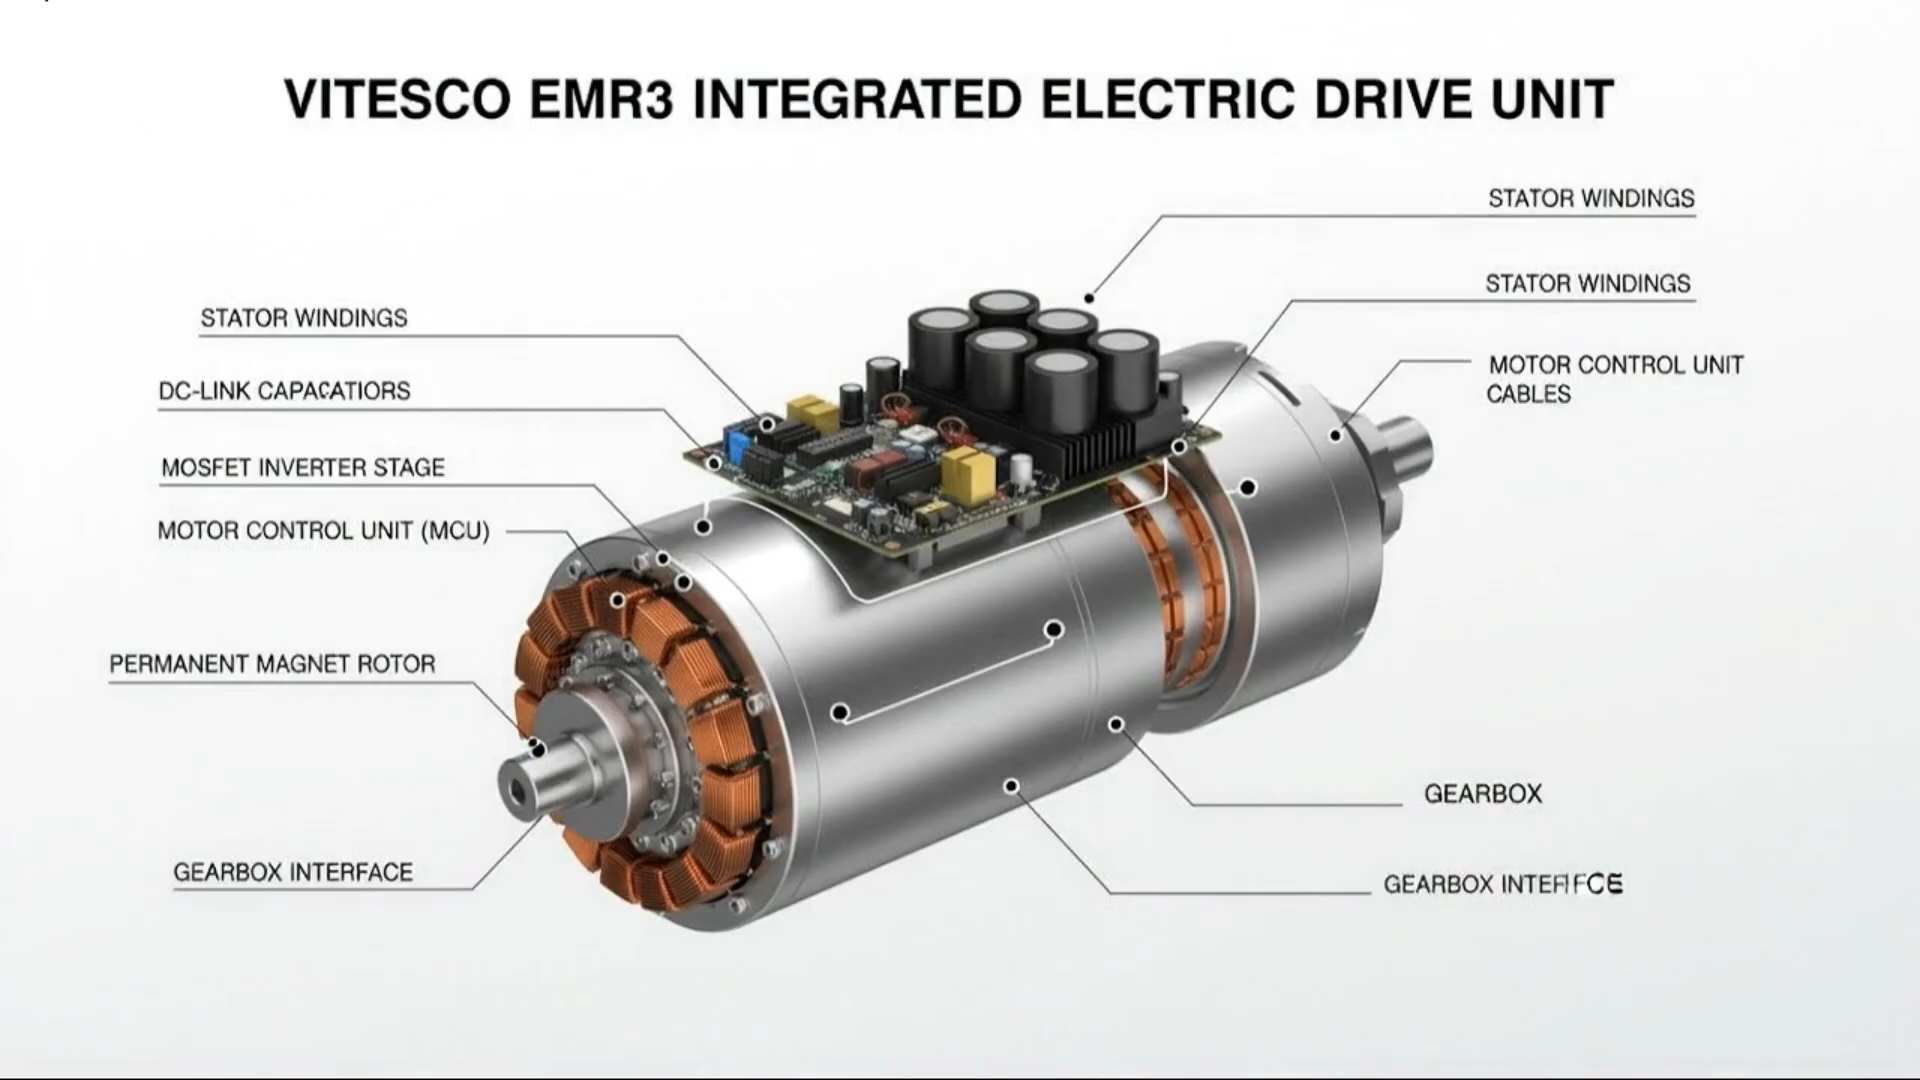 VITESCO EMR3 INTEGRATED ELECTRIC DRIVE UNIT
STATOR WINDINGS
STATOR WINDINGS
STATOR WINDINGS
MOTOR CONTROL UNIT
CABLES
DC-LINK CAPACATIORS
MOSFET INVERTER STAGE
MOTOR CONTROL UNIT (MCU)
PERMANENT MAGNET ROTOR
GEARBOX
GEARBOX INTERFACE
GEARBOX